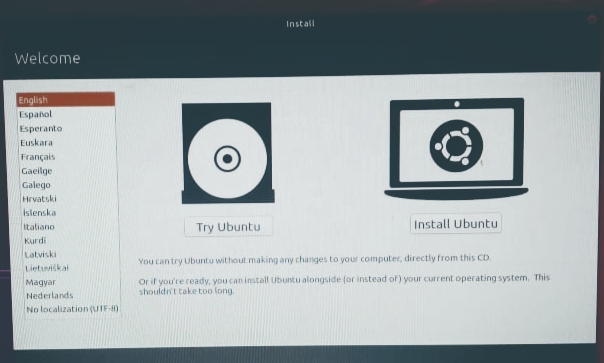 Install
Welcome
English
Español
Esperanto
Euskara
Français
Gaeilge
Galego
Hrvatski
Íslenska
Italiano
Kurdî
Latviski
Lietuviškai
Magyar
Nederlands
No localization (UTF-8)
Try Ubuntu
Install Ubuntu
You can try Ubuntu without making any changes to your computer, directly from this CD.
Or if you're ready, you can install Ubuntu alongside (or instead of) your current operating system. This
shouldn't take too long.